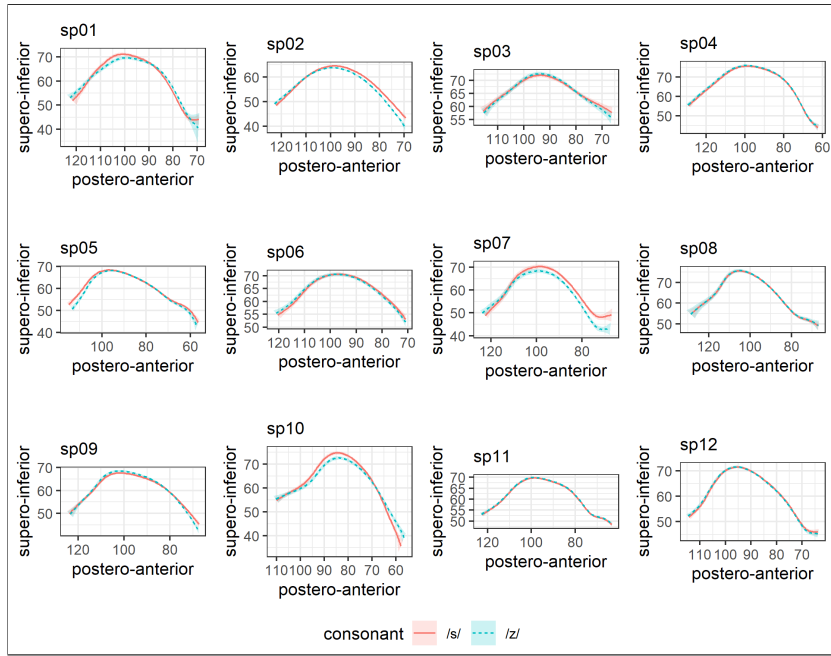 sp01
supero-inferior
70
60
50
40
120 110 100 90 80 70
postero-anterior
sp02
supero-inferior
60
50
40
120 110 100 90 80 70
postero-anterior
sp03
supero-inferior
70
65
60
55
110 100 90 80 70
postero-anterior
sp04
supero-inferior
70
60
50
120 100 80 60
postero-anterior
sp05
supero-inferior
70
60
50
40
100 80 60
postero-anterior
sp06
supero-inferior
70
65
60
55
50
120 110 100 90 80 70
postero-anterior
sp07
supero-inferior
70
60
50
40
120 100 80
postero-anterior
sp08
supero-inferior
70
60
50
120 100 80
postero-anterior
sp09
supero-inferior
70
60
50
120 100 80
postero-anterior
sp10
supero-inferior
70
60
50
40
110 100 90 80 70 60
postero-anterior
sp11
supero-inferior
70
65
60
55
50
120 100 80
postero-anterior
sp12
supero-inferior
70
60
50
110 100 90 80 70
postero-anterior
consonant /s/ /z/